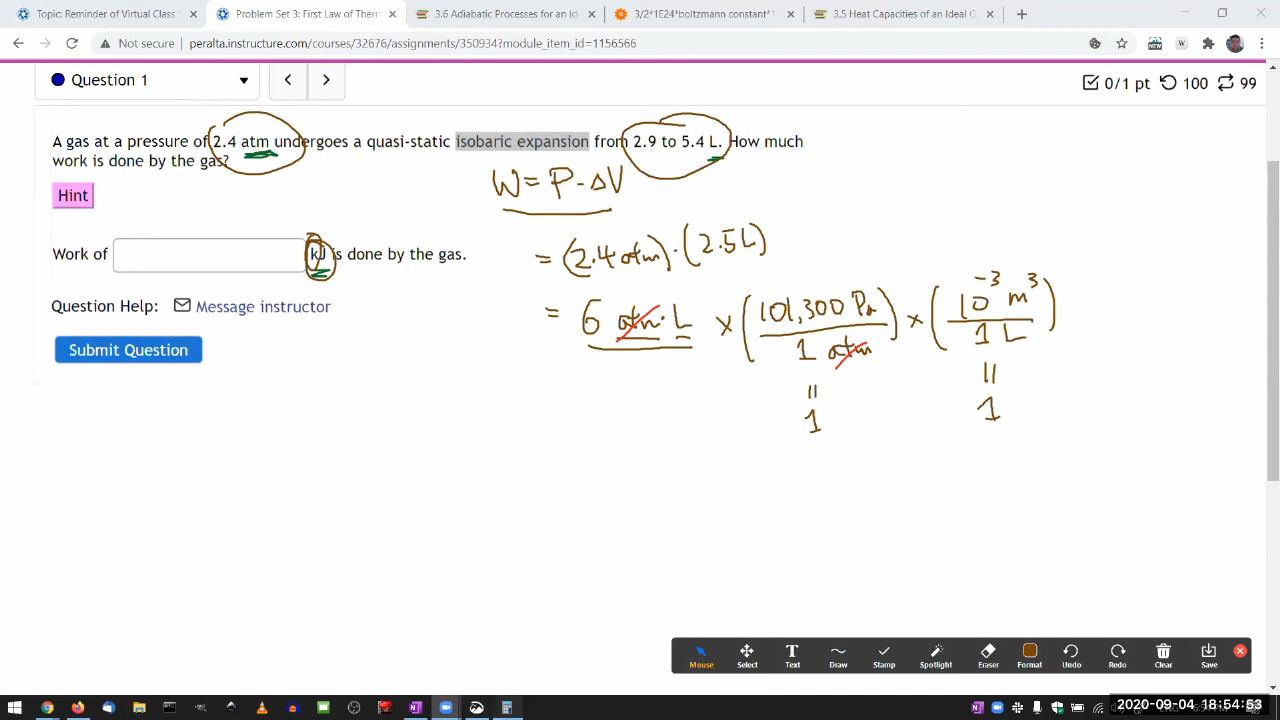 Topic: Reminder of Virtual Class
Problem Set 3: First Law of Therm
3.6 Adiabatic Processes for an Ide
3/2*1E24*boltzmann constant*1
3.5 Heat Capacities of an Ideal G
Not secure | peralta.instructure.com/courses/32676/assignments/350934?module_item_id=1156566
Question 1
0/1 pt 100 99
A gas at a pressure of 2.4 atm undergoes a quasi-static isobaric expansion from 2.9 to 5.4 L. How much
work is done by the gas?
W = P - ΔV
Hint
= (2.4 atm) · (2.5 L)
Work of kJ is done by the gas.
= 6 atm · L × (101,300 Pa / 1 atm) × (10⁻³ m³ / 1 L)
Question Help: Message instructor
Submit Question
= =
1 1
Mouse Select Text Draw Stamp Spotlight Eraser Format Undo Redo Clear Save
2020-09-04 18:54:53